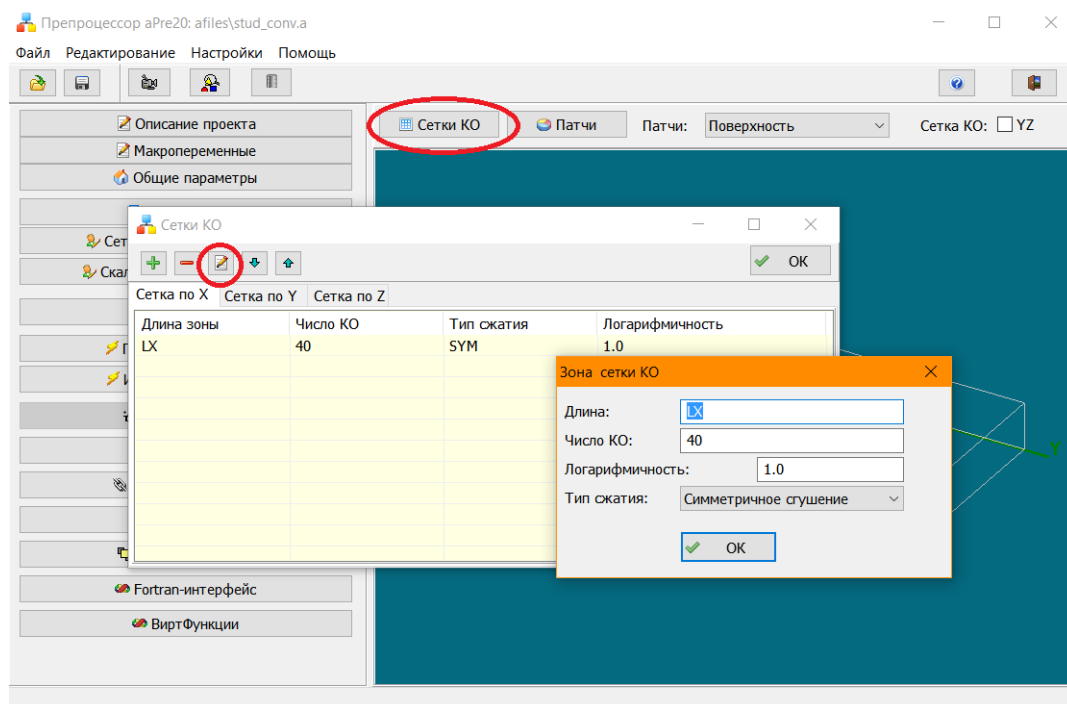 Препроцессор aPre20: afiles\stud_conv.a
Файл Редактирование Настройки Помощь
Сетки КО Патчи Патчи: Поверхность Сетка КО: YZ
Описание проекта
Макропеременные
Общие параметры
Сетки КО
Сет
OK
Скал
Сетка по X Сетка по Y Сетка по Z
Длина зоны Число КО Тип сжатия Логарифмичность
LX 40 SYM 1.0
Зона сетки КО
Длина: LX
Число КО: 40
Логарифмичность: 1.0
Тип сжатия: Симметричное сгушение
OK
Y
Fortran-интерфейс
ВиртФункции